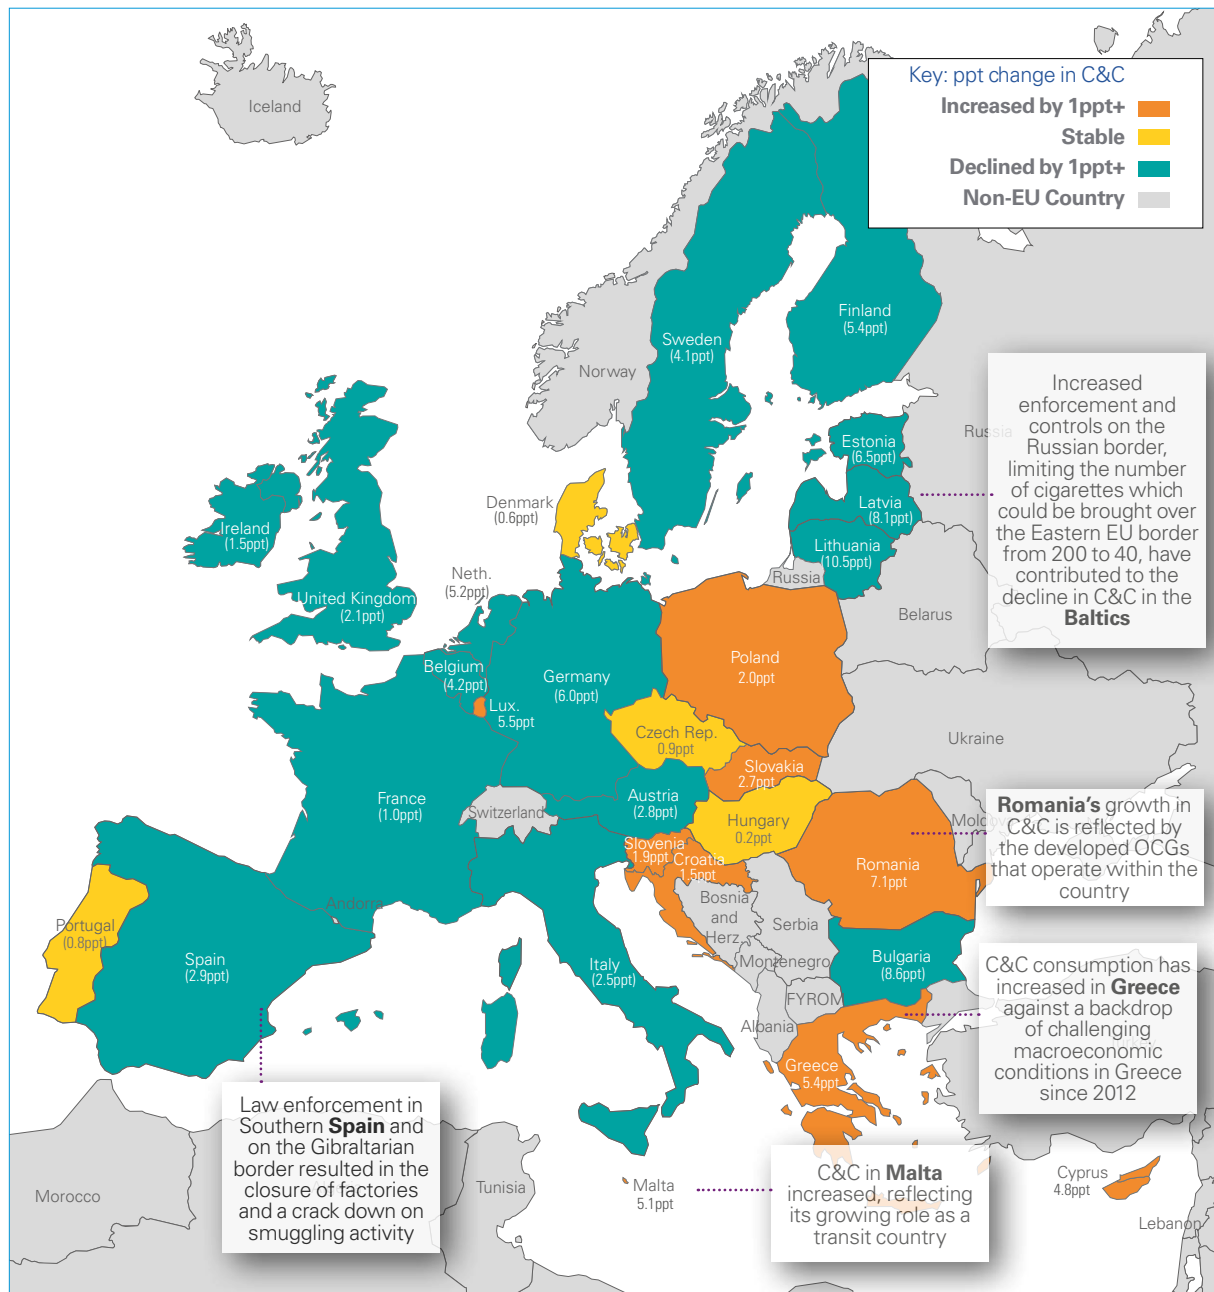 Key: ppt change in C&C
Increased by 1ppt+
Stable
Declined by 1ppt+
Non-EU Country
Iceland
Finland
(5.4ppt)
Sweden
(4.1ppt)
Norway
Russia
Increased
enforcement and
controls on the
Russian border,
limiting the number
of cigarettes which
could be brought over
the Eastern EU border
from 200 to 40, have
contributed to the
decline in C&C in the
Baltics
Estonia
(6.5ppt)
Latvia
(8.1ppt)
Lithuania
(10.5ppt)
Denmark
(0.6ppt)
Ireland
(1.5ppt)
Neth.
(5.2ppt)
Russia
United Kingdom
(2.1ppt)
Belarus
Belgium
(4.2ppt)
Germany
(6.0ppt)
Poland
2.0ppt
Lux.
5.5ppt
Czech Rep.
0.9ppt
Ukraine
Slovakia
2.7ppt
France
(1.0ppt)
Switzerland
Austria
(2.8ppt)
Hungary
0.2ppt
Romania's growth in
C&C is reflected by
the developed OCGs
that operate within the
country
Slovenia
1.9ppt
Croatia
1.5ppt
Romania
7.1ppt
Andorra
Bosnia
and
Herz.
Serbia
Portugal
(0.8ppt)
Spain
(2.9ppt)
Italy
(2.5ppt)
Montenegro
Bulgaria
(8.6ppt)
FYROM
Albania
C&C consumption has
increased in Greece
against a backdrop
of challenging
macroeconomic
conditions in Greece
since 2012
Greece
5.4ppt
Law enforcement in
Southern Spain and
on the Gibraltarian
border resulted in the
closure of factories
and a crack down on
smuggling activity
Morocco
Tunisia
Malta
5.1ppt
C&C in Malta
increased, reflecting
its growing role as a
transit country
Cyprus
4.8ppt
Lebanon